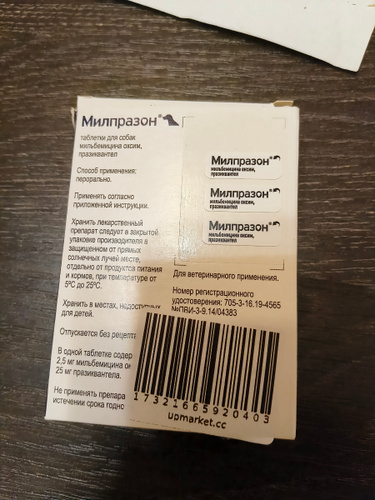 Милпразон®
таблетки для собак
мильбемицина оксим,
празиквантел
Способ применения:
перорально.
Применять согласно
приложенной инструкции.
Хранить лекарственный
препарат следует в закрытой
упаковке производителя в
защищенном от прямых
солнечных лучей месте,
отдельно от продуктов питания
и кормов, при температуре от
5ºС до 25ºС.
Хранить в местах, недоступных
для детей.
Отпускается без рецепта
В одной таблетке содер
2,5 мг мильбемицина ок
25 мг празиквантела.
Не применять препара
истечении срока годно
Милпразон®
мильбемицина оксим,
празиквантел
Милпразон®
мильбемицина оксим,
празиквантел
Милпразон®
мильбемицина оксим,
празиквантел
Для ветеринарного применения.
Номер регистрационного
удостоверения: 705-3-16.19-4565
№ПВИ-3-9.14/04383
17321665920403
upmarket.cc